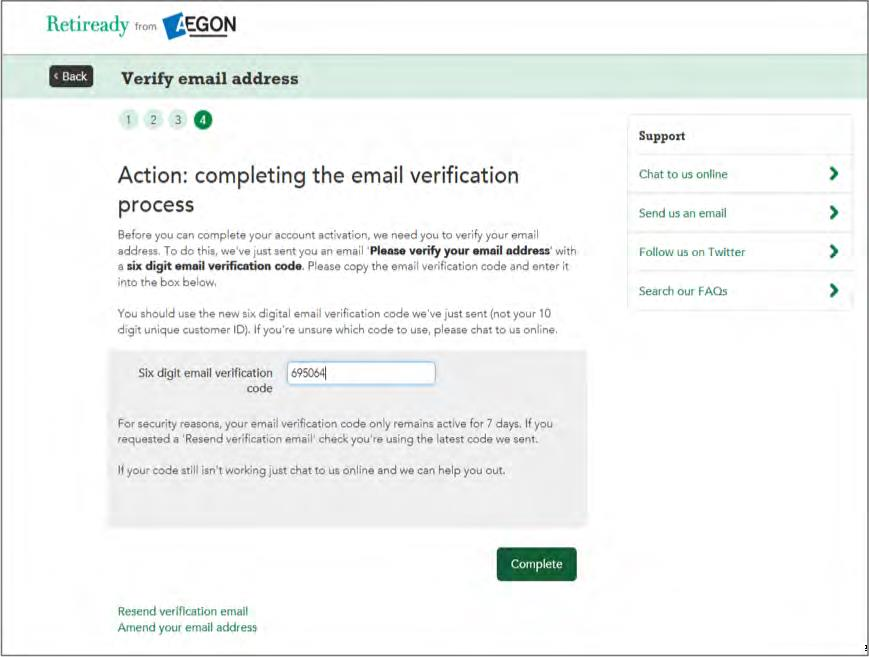 Retiready from AEGON
‹ Back
Verify email address
1 2 3 4
Action: completing the email verification
process
Before you can complete your account activation, we need you to verify your email
address. To do this, we've just sent you an email 'Please verify your email address' with
a six digit email verification code. Please copy the email verification code and enter it
into the box below.
You should use the new six digital email verification code we've just sent (not your 10
digit unique customer ID). If you're unsure which code to use, please chat to us online.
Six digit email verification
code
695064
For security reasons, your email verification code only remains active for 7 days. If you
requested a 'Resend verification email' check you're using the latest code we sent.
If your code still isn't working just chat to us online and we can help you out.
Complete
Resend verification email
Amend your email address
Support
Chat to us online
Send us an email
Follow us on Twitter
Search our FAQs